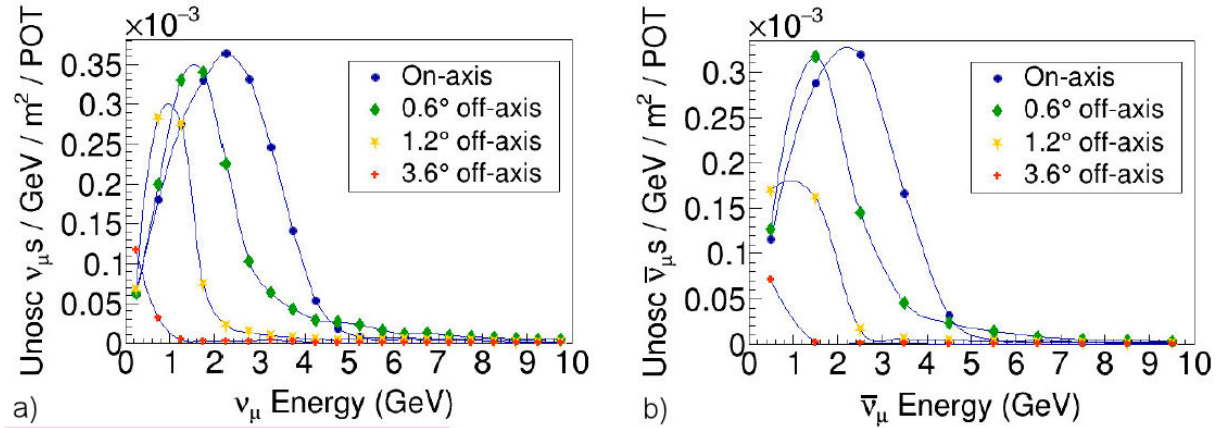 ×10⁻³
Unosc νμs / GeV / m² / POT
0.35
0.3
0.25
0.2
0.15
0.1
0.05
0
On-axis
0.6° off-axis
1.2° off-axis
3.6° off-axis
0 1 2 3 4 5 6 7 8 9 10
νμ Energy (GeV)
a)
×10⁻³
Unosc ν̅μs / GeV / m² / POT
0.3
0.25
0.2
0.15
0.1
0.05
0
On-axis
0.6° off-axis
1.2° off-axis
3.6° off-axis
0 1 2 3 4 5 6 7 8 9 10
ν̅μ Energy (GeV)
b)